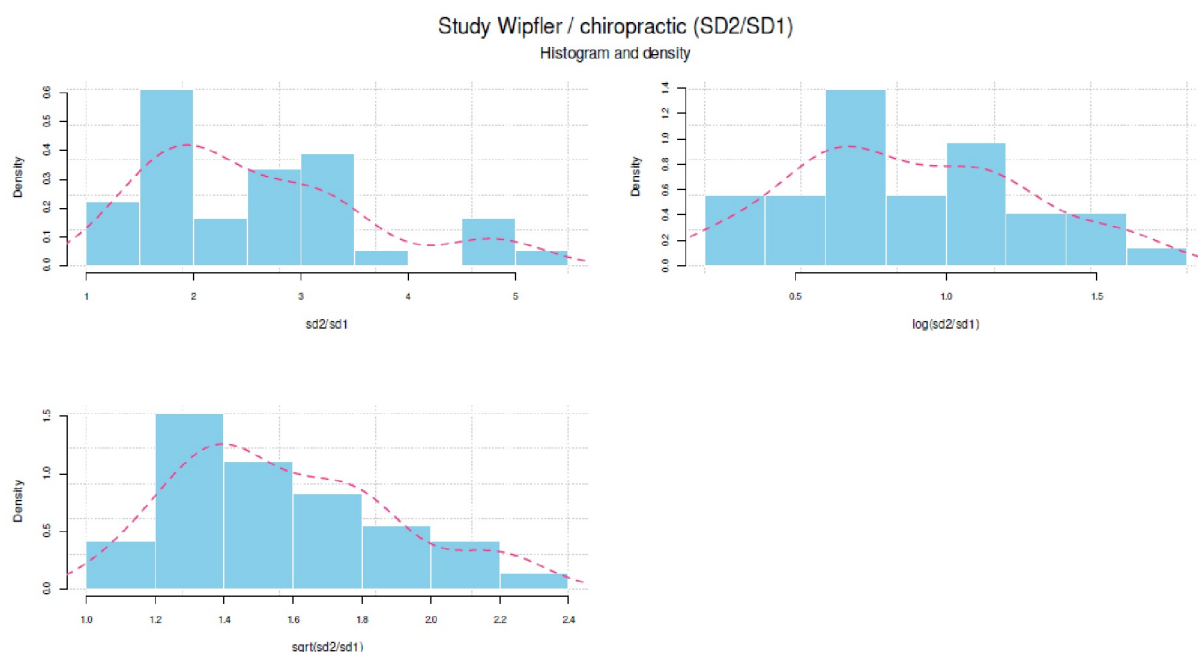 Study Wipfler / chiropractic (SD2/SD1)
Histogram and density
Density
0.0 0.1 0.2 0.3 0.4 0.5 0.6
1 2 3 4 5
sd2/sd1
Density
0.0 0.2 0.4 0.6 0.8 1.0 1.2 1.4
0.5 1.0 1.5
log(sd2/sd1)
Density
0.0 0.5 1.0 1.5
1.0 1.2 1.4 1.6 1.8 2.0 2.2 2.4
sqrt(sd2/sd1)